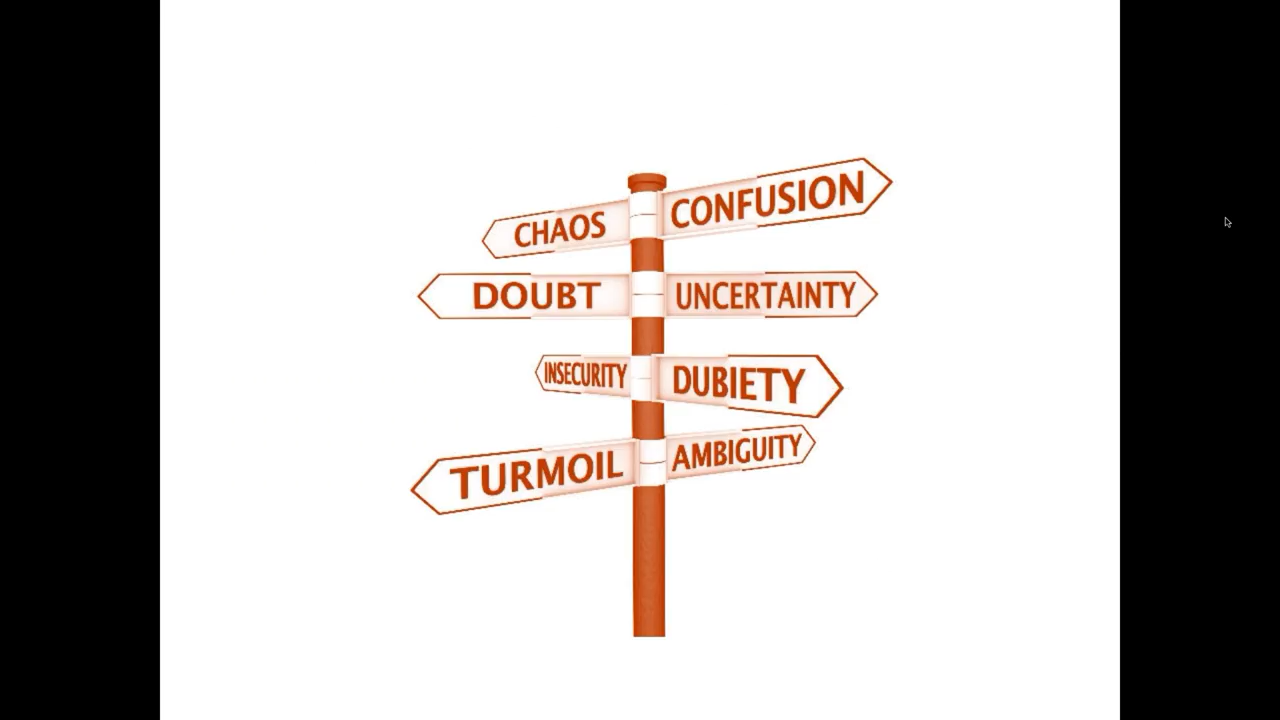 CHAOS
CONFUSION
DOUBT
UNCERTAINTY
INSECURITY
DUBIETY
TURMOIL
AMBIGUITY